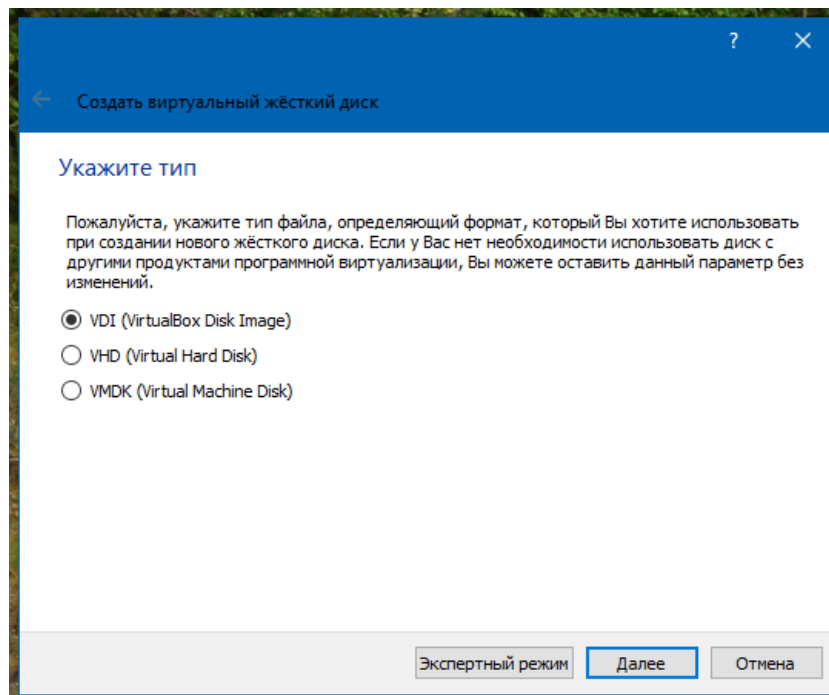 ?
Создать виртуальный жёсткий диск
Укажите тип
Пожалуйста, укажите тип файла, определяющий формат, который Вы хотите использовать
при создании нового жёсткого диска. Если у Вас нет необходимости использовать диск с
другими продуктами программной виртуализации, Вы можете оставить данный параметр без
изменений.
VDI (VirtualBox Disk Image)
VHD (Virtual Hard Disk)
VMDK (Virtual Machine Disk)
Экспертный режим Далее Отмена